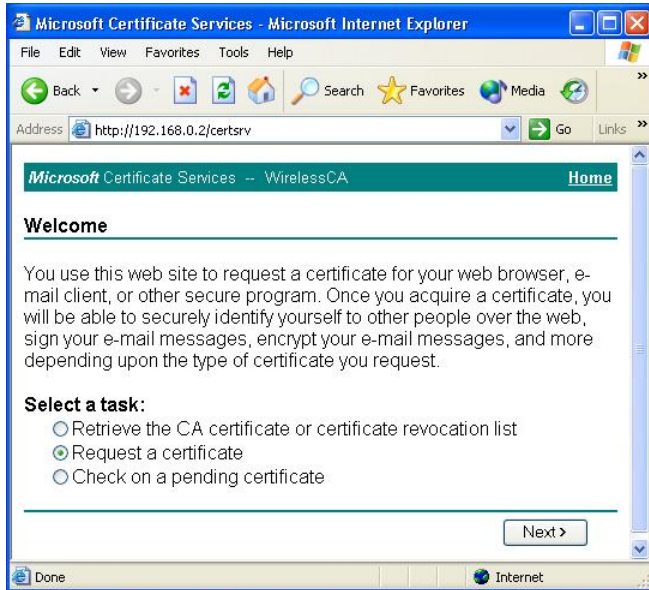 Microsoft Certificate Services - Microsoft Internet Explorer
File Edit View Favorites Tools Help
Back Search Favorites Media »
Address http://192.168.0.2/certsrv Go Links »
Microsoft Certificate Services -- WirelessCA Home
Welcome
You use this web site to request a certificate for your web browser, e-
mail client, or other secure program. Once you acquire a certificate, you
will be able to securely identify yourself to other people over the web,
sign your e-mail messages, encrypt your e-mail messages, and more
depending upon the type of certificate you request.
Select a task:
Retrieve the CA certificate or certificate revocation list
Request a certificate
Check on a pending certificate
Next >
Done Internet